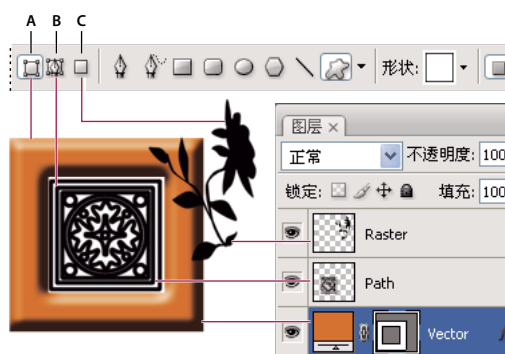 A B C
形状:
图层 ×
正常 不透明度: 100
锁定: 填充: 100
Raster
Path
Vector